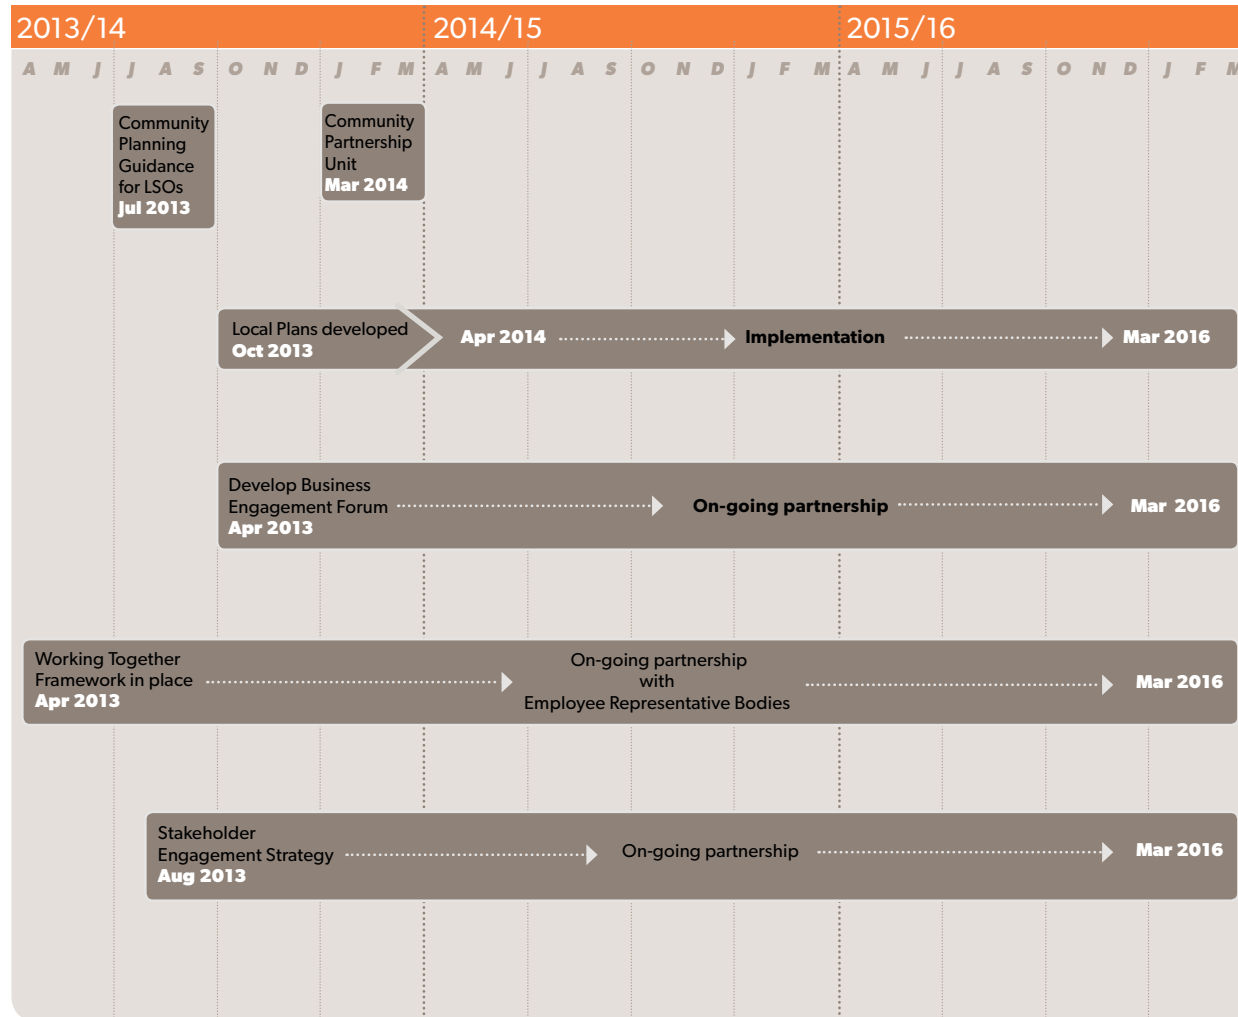 2013/14 2014/15 2015/16
A M J J A S O N D J F M A M J J A S O N D J F M A M J J A S O N D J F M
Community
Planning
Guidance
for LSOs
Jul 2013
Community
Partnership
Unit
Mar 2014
Local Plans developed
Oct 2013
Apr 2014
Implementation
Mar 2016
Develop Business
Engagement Forum
Apr 2013
On-going partnership
Mar 2016
Working Together
Framework in place
Apr 2013
On-going partnership
with
Employee Representative Bodies
Mar 2016
Stakeholder
Engagement Strategy
Aug 2013
On-going partnership
Mar 2016